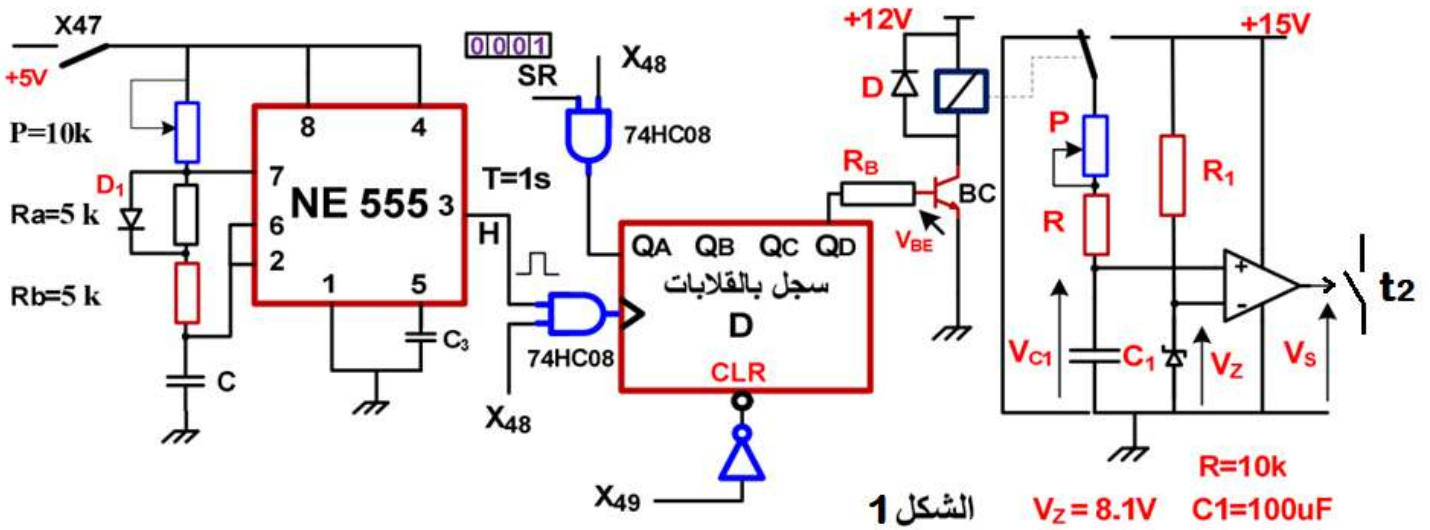 X47
+5V
P=10k
D1
Ra=5 k
Rb=5 k
C
8
4
7
NE 555
3
6
2
1
5
C3
H
T=1s
0001
SR
X48
74HC08
74HC08
X48
QA QB QC QD
سجل بالقلابات
D
CLR
X49
+12V
D
RB
VBE
BC
+15V
P
R
R1
+
-
t2
VC1
C1
VZ
VS
R=10k
الشكل 1
VZ = 8.1V
C1=100uF